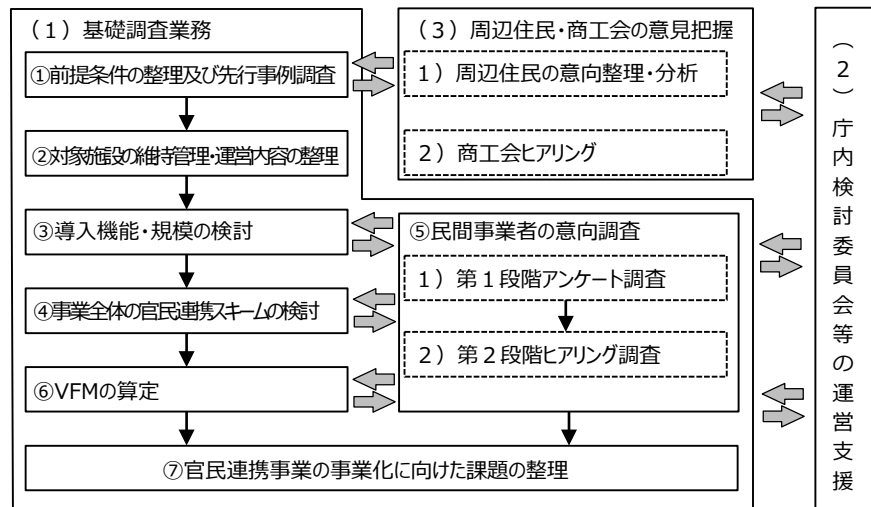 （１）基礎調査業務
①前提条件の整理及び先行事例調査
②対象施設の維持管理・運営内容の整理
③導入機能・規模の検討
④事業全体の官民連携スキームの検討
⑥VFMの算定
（３）周辺住民・商工会の意見把握
１）周辺住民の意向整理・分析
２）商工会ヒアリング
⑤民間事業者の意向調査
１）第１段階アンケート調査
２）第２段階ヒアリング調査
⑦官民連携事業の事業化に向けた課題の整理
（２）庁内検討委員会等の運営支援